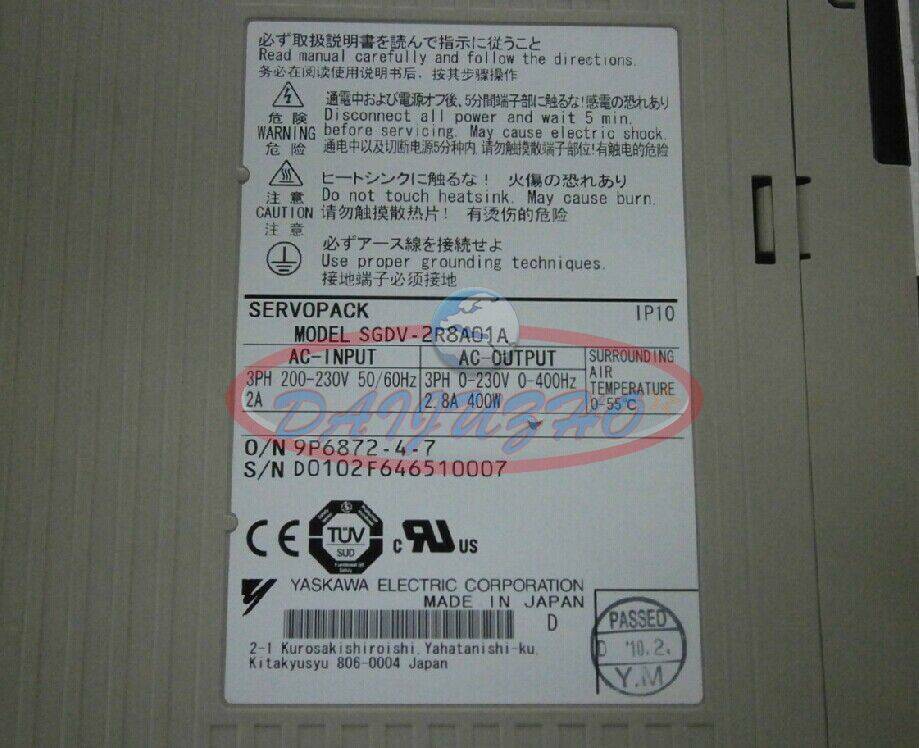 必ず取扱説明書を読んで指示に従うこと
Read manual carefully and follow the directions.
务必在阅读使用说明书后，按其步骤操作
危険
WARNING
危险
通電中および電源オフ後、5分間端子部に触るな！感電の恐れあり
Disconnect all power and wait 5 min.
before servicing. May cause electric shock.
通电中以及切断电源5分种内，请勿触摸散端子部位！有触电的危险
注意
CAUTION
注意
ヒートシンクに触るな！ 火傷の恐れあり
Do not touch heatsink. May cause burn.
请勿触摸散热片！ 有烫伤的危险
必ずアース線を接続せよ
Use proper grounding techniques.
接地端子必须接地
SERVOPACK IP10
MODEL SGDV-2R8A01A
AC-INPUT
3PH 200-230V 50/60Hz
2A
AC-OUTPUT
3PH 0-230V 0-400Hz
2.8A 400W
SURROUNDING
AIR
TEMPERATURE
0-55℃
DAYUZHO
O/N 9P6872-4-7
S/N D0102F646510007
CE
TÜV
SÜD
c RU US
YASKAWA ELECTRIC CORPORATION
MADE IN JAPAN
D
2-1 Kurosakishiroishi, Yahatanishi-ku,
Kitakyusyu 806-0004 Japan
PASSED
D '10.2.
Y.M